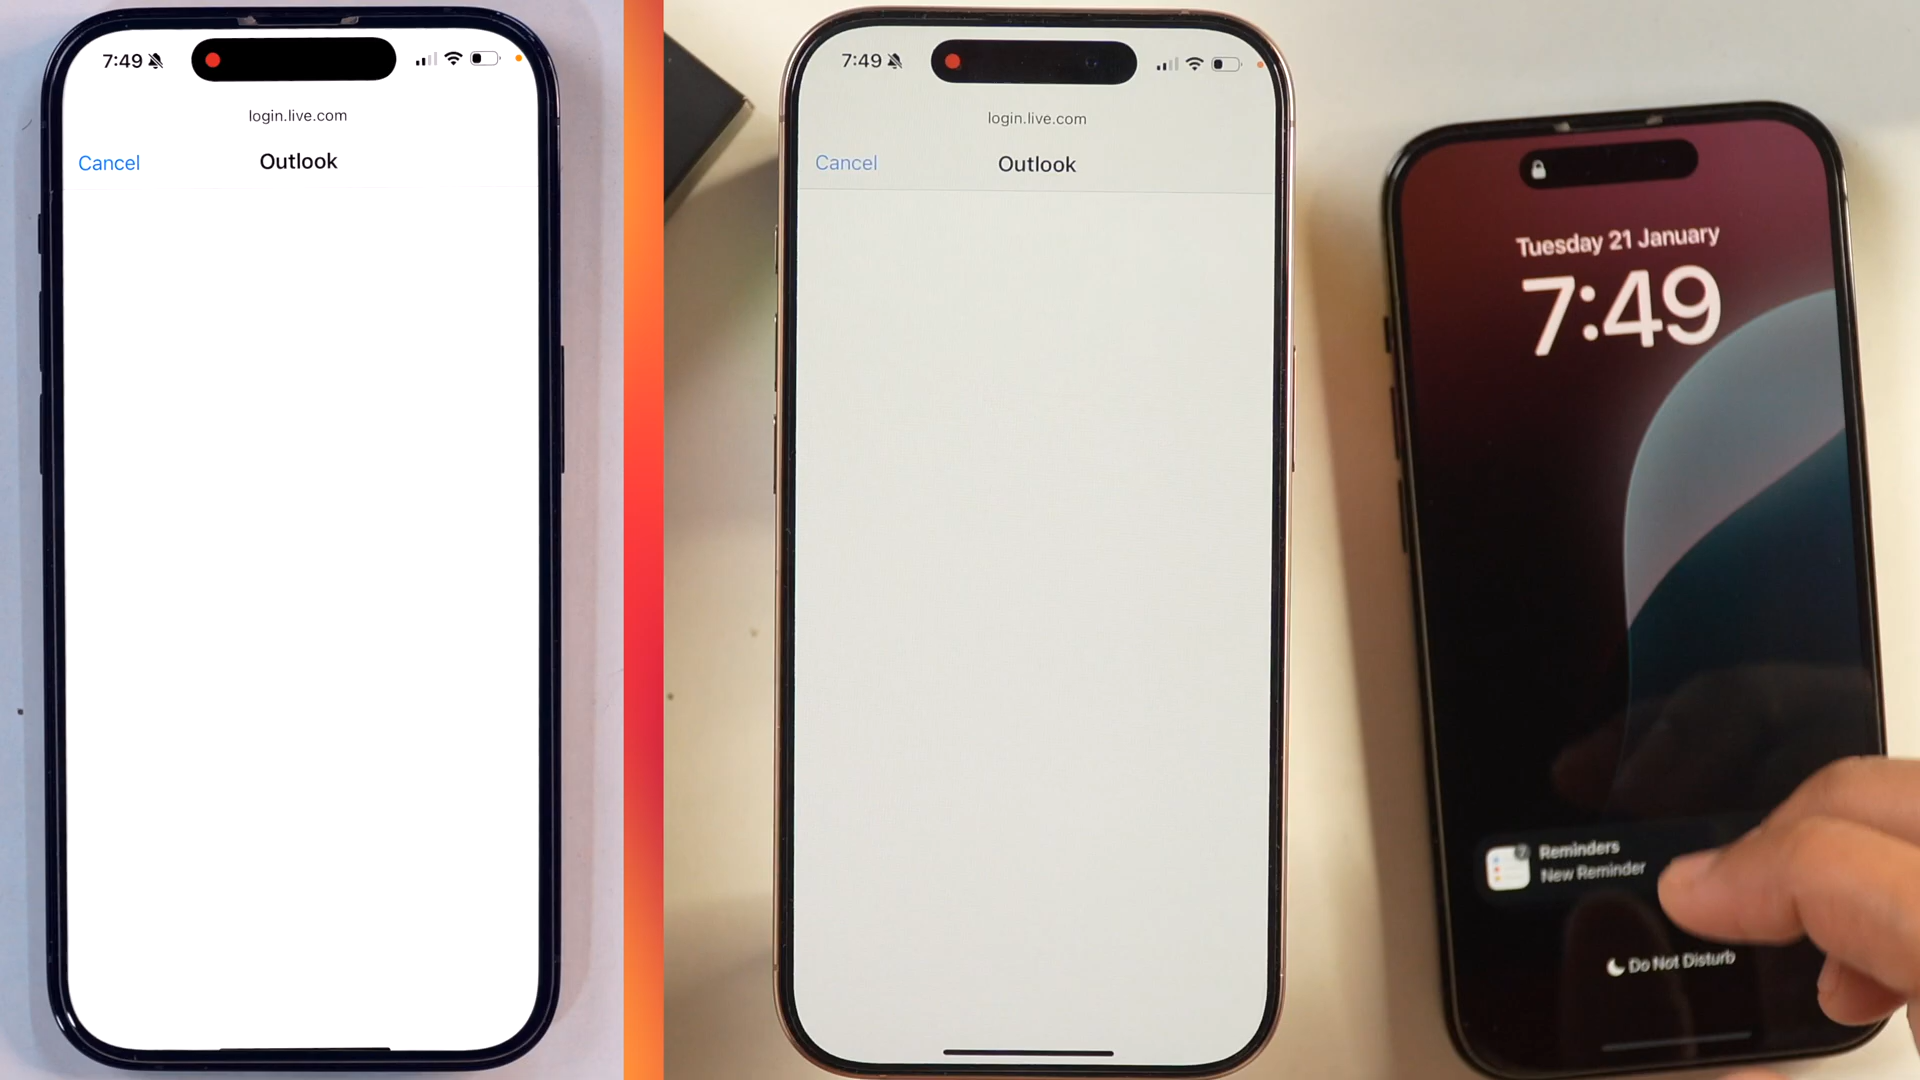 7:49
login.live.com
Cancel
Outlook
7:49
login.live.com
Cancel
Outlook
Tuesday 21 January
7:49
7
Reminders
New Reminder
Do Not Disturb